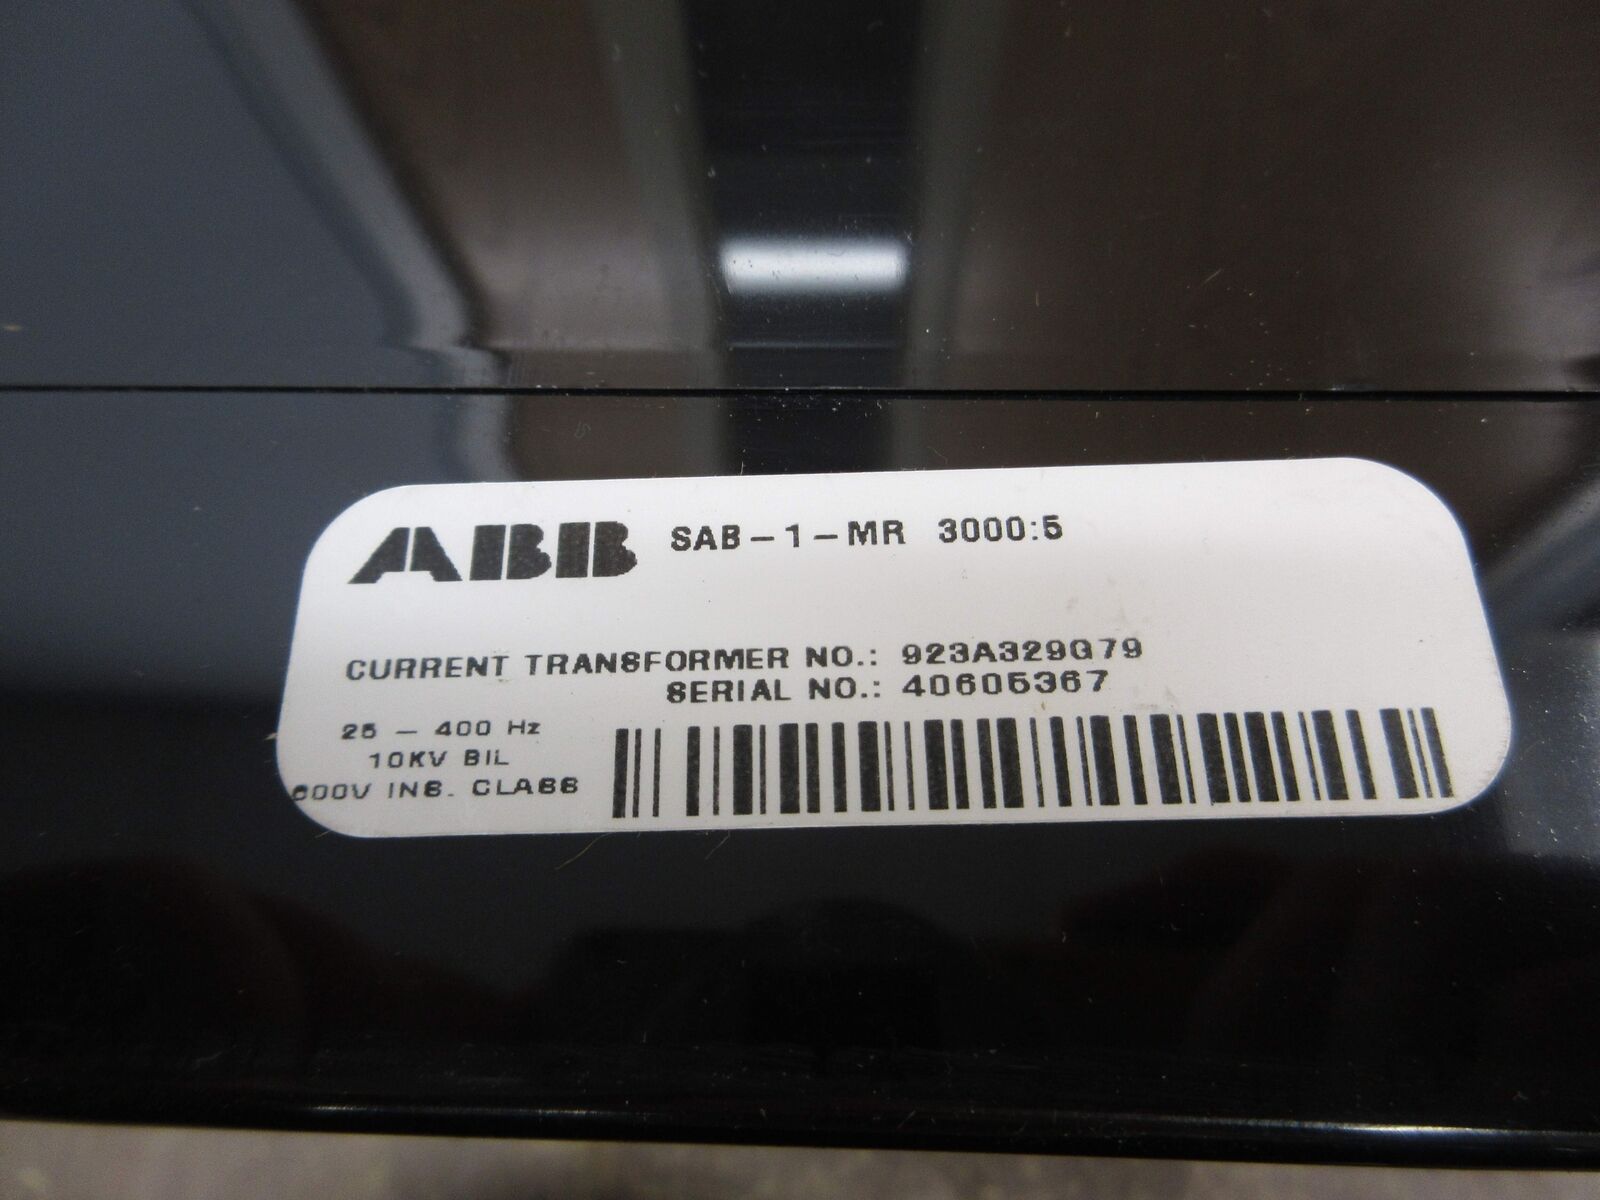 ABB SAB-1-MR 3000:5
CURRENT TRANSFORMER NO.: 923A329G79
SERIAL NO.: 40605367
25 - 400 Hz
10KV BIL
600V INS. CLASS